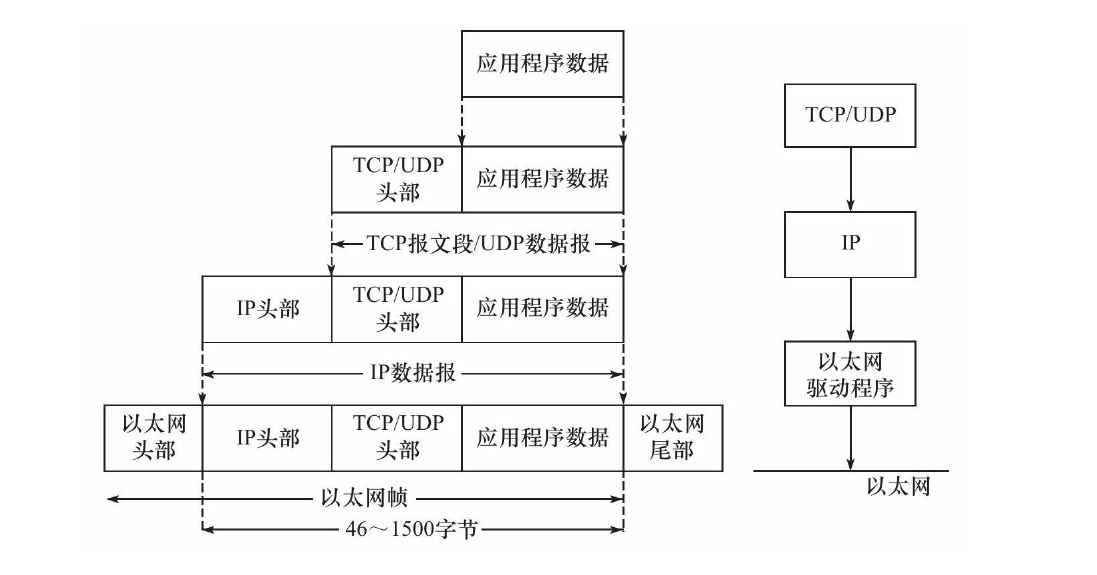 应用程序数据
TCP/UDP
头部
应用程序数据
TCP报文段/UDP数据报
IP头部
TCP/UDP
头部
应用程序数据
IP数据报
以太网
头部
IP头部
TCP/UDP
头部
应用程序数据
以太网
尾部
以太网帧
46～1500字节
TCP/UDP
IP
以太网
驱动程序
以太网